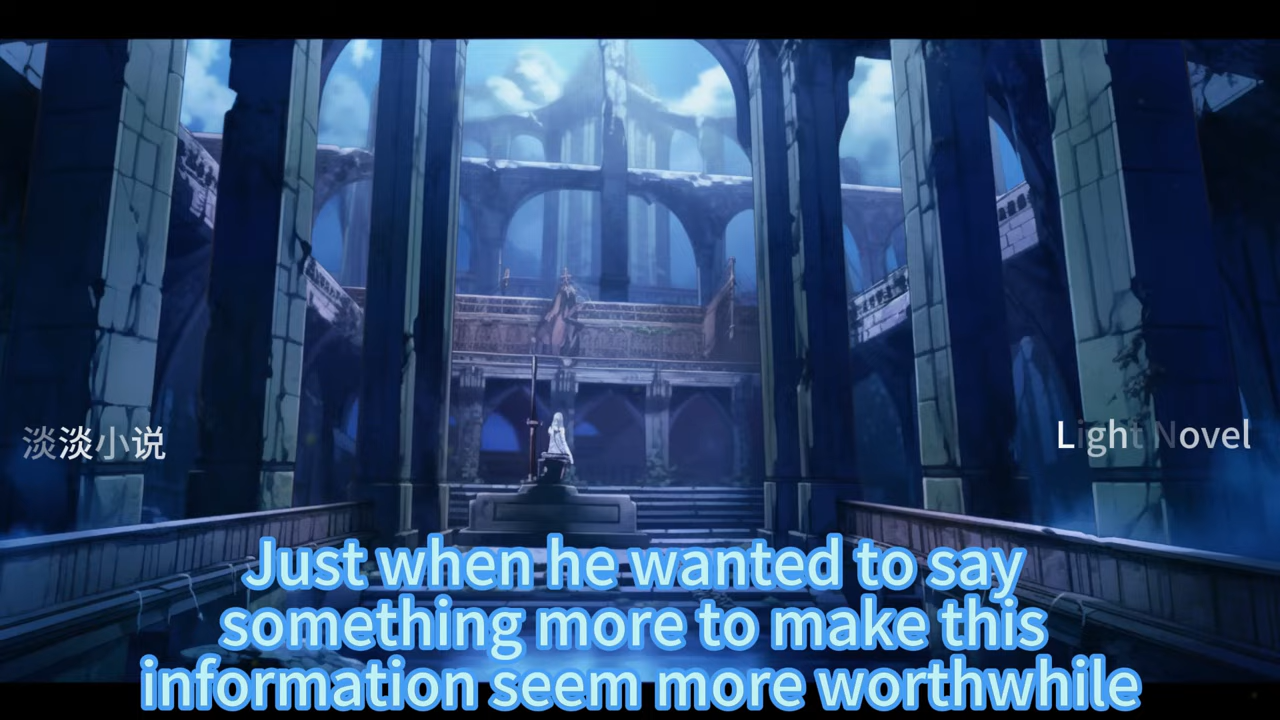 淡淡小说
Light Novel
Just when he wanted to say
something more to make this
information seem more worthwhile